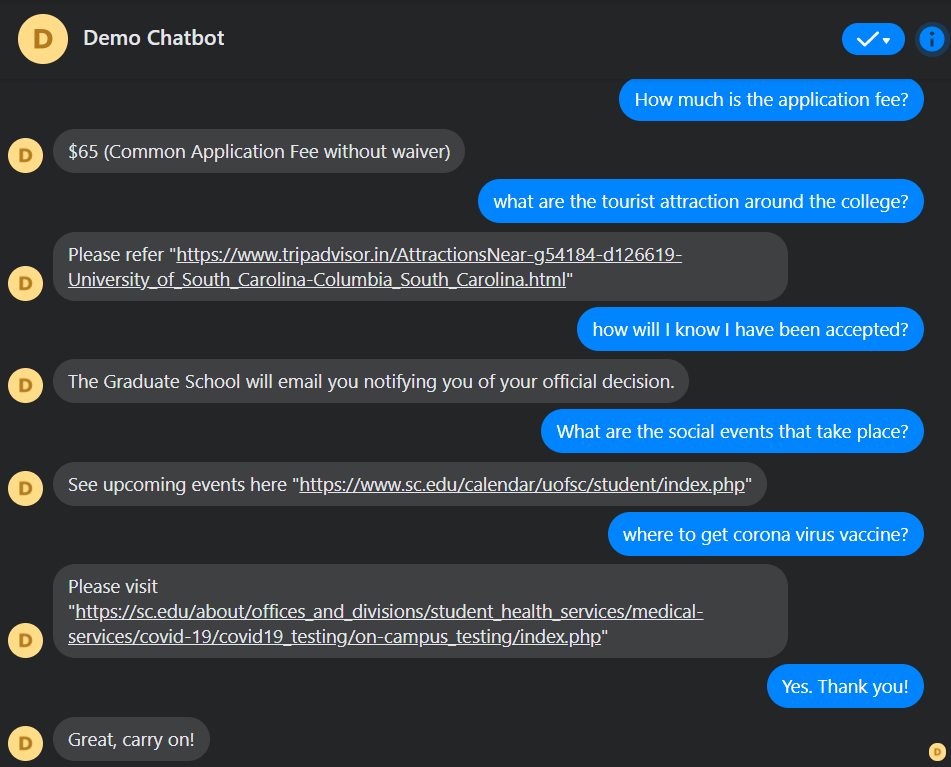 D
Demo Chatbot
How much is the application fee?
D
$65 (Common Application Fee without waiver)
what are the tourist attraction around the college?
Please refer "https://www.tripadvisor.in/AttractionsNear-g54184-d126619-
University_of_South_Carolina-Columbia_South_Carolina.html"
D
how will I know I have been accepted?
D
The Graduate School will email you notifying you of your official decision.
What are the social events that take place?
D
See upcoming events here "https://www.sc.edu/calendar/uofsc/student/index.php"
where to get corona virus vaccine?
Please visit
"https://sc.edu/about/offices_and_divisions/student_health_services/medical-
services/covid-19/covid19_testing/on-campus_testing/index.php"
D
Yes. Thank you!
D
Great, carry on!
D